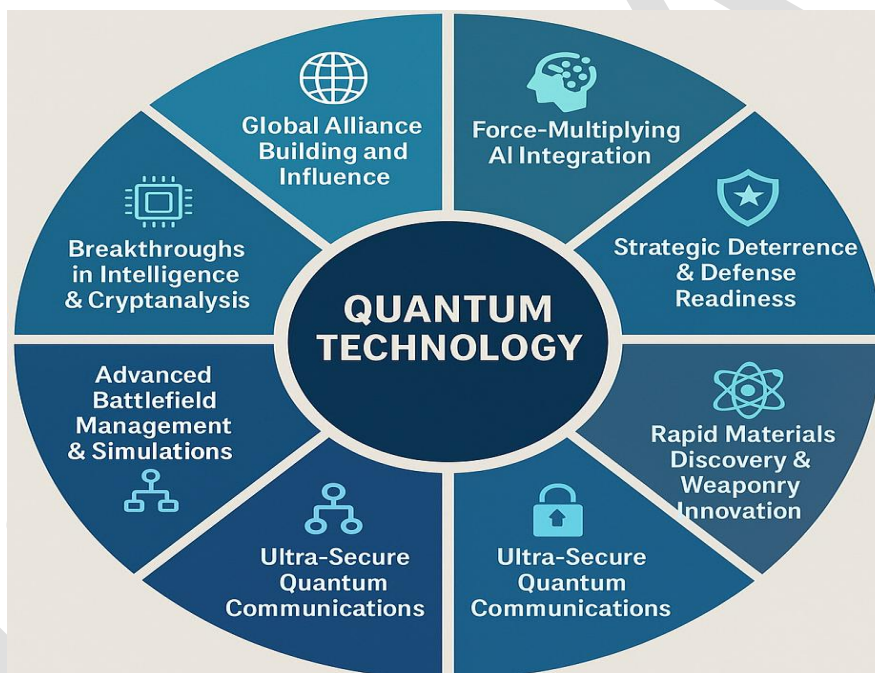 Global Alliance
Building and
Influence
Force-Multiplying
AI Integration
Breakthroughs
in Intelligence
& Cryptanalysis
Strategic Deterrence
& Defense
Readiness
QUANTUM
TECHNOLOGY
Advanced
Battlefield
Management
& Simulations
Rapid Materials
Discovery &
Weaponry
Innovation
Ultra-Secure
Quantum
Communications
Ultra-Secure
Quantum
Communications